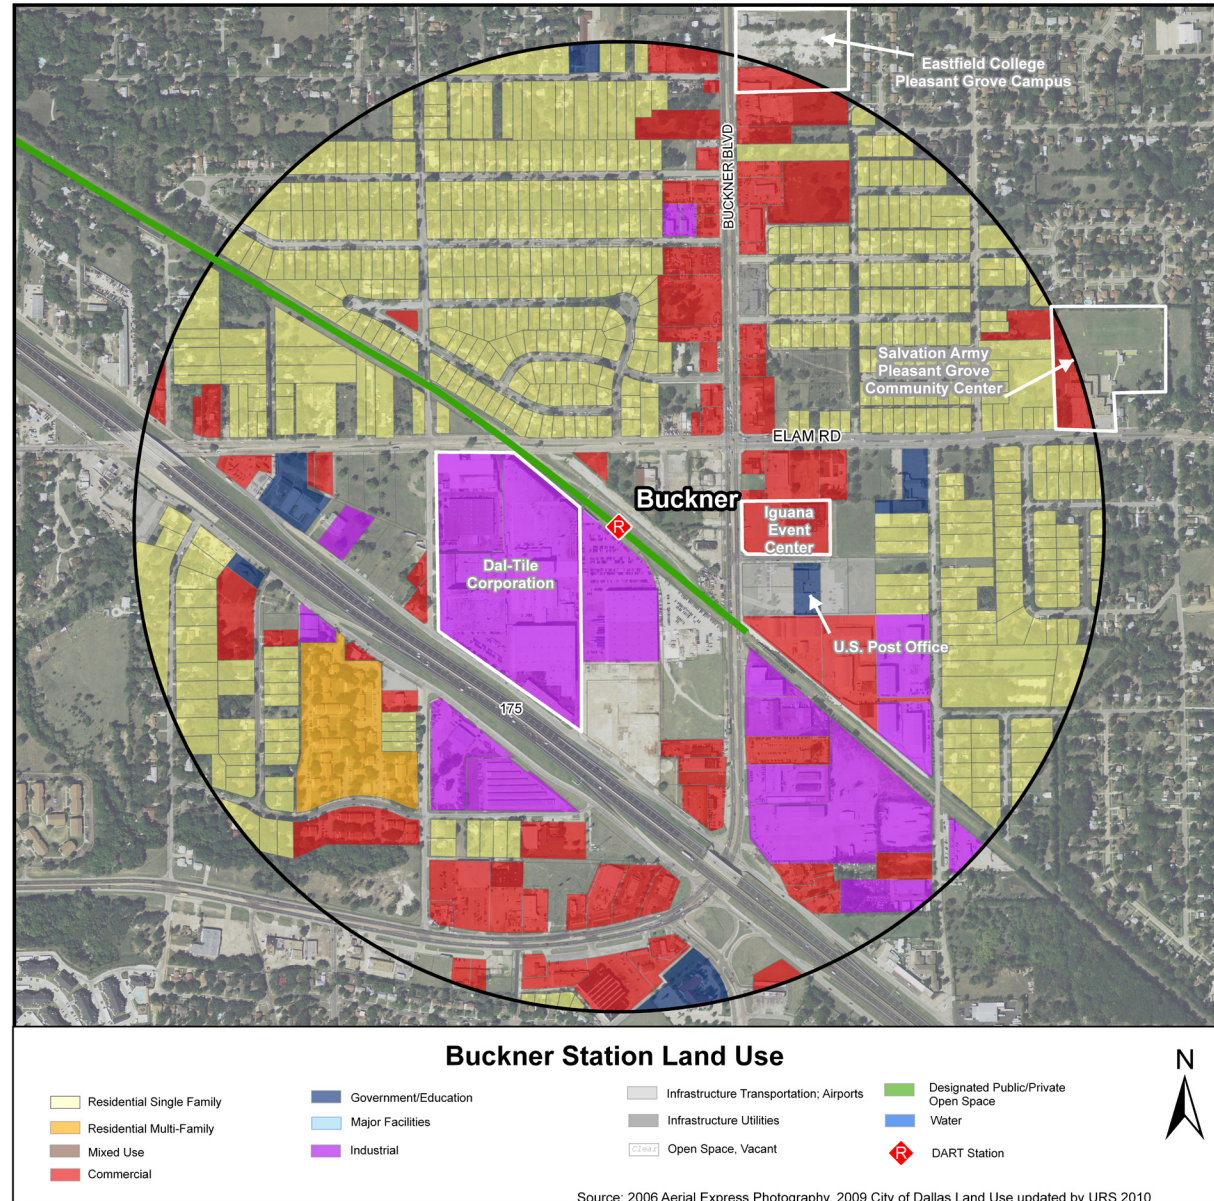 Eastfield College
Pleasant Grove Campus
BUCKNER BLVD
Salvation Army
Pleasant Grove
Community Center
ELAM RD
Buckner
R
Iguana
Event
Center
Dal-Tile
Corporation
U.S. Post Office
175
Buckner Station Land Use
N
Residential Single Family
Residential Multi-Family
Mixed Use
Commercial
Government/Education
Major Facilities
Industrial
Infrastructure Transportation; Airports
Infrastructure Utilities
Clear
Open Space, Vacant
Designated Public/Private
Open Space
Water
R
DART Station
Source: 2006 Aerial Express Photography, 2009 City of Dallas Land Use updated by URS 2010